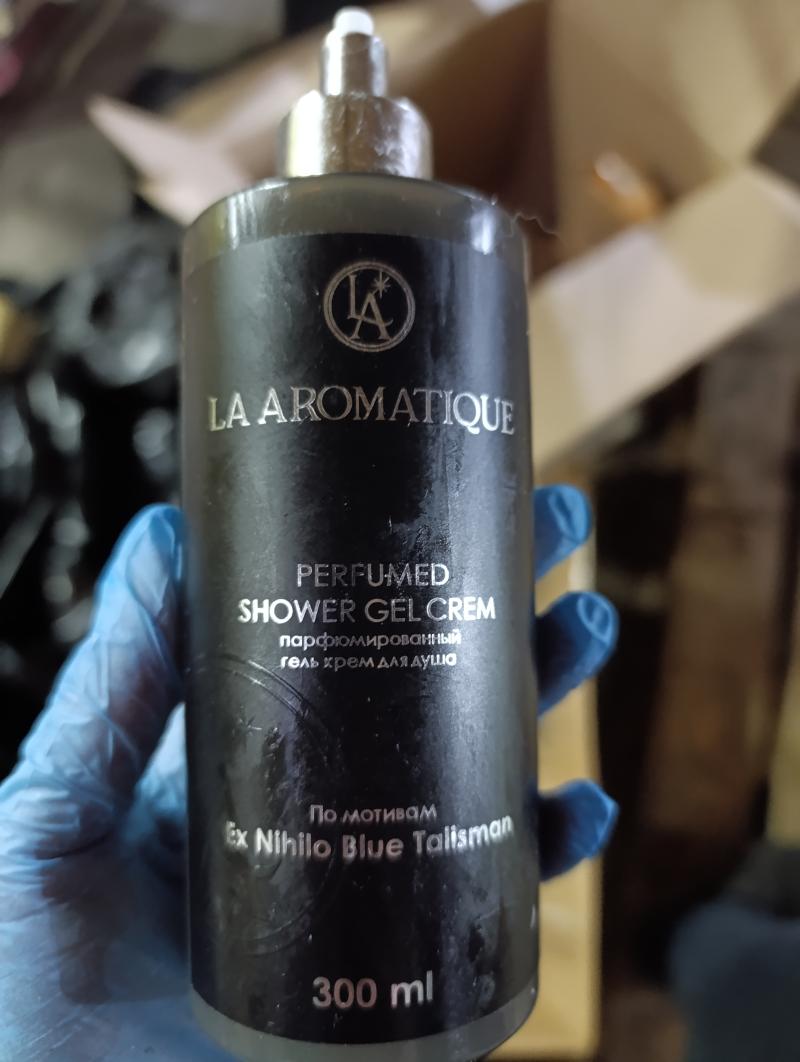 LA
LA AROMATIQUE
PERFUMED
SHOWER GEL CREM
парфюмированный
гель крем для душа
По мотивам
Ex Nihilo Blue Talisman
300 ml